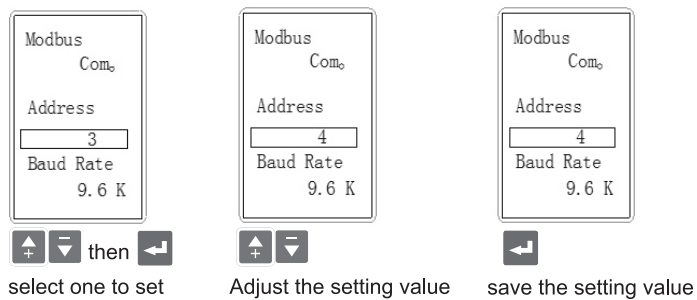 Modbus
Com。
Address
3
Baud Rate
9.6 K
then
select one to set
Modbus
Com。
Address
4
Baud Rate
9.6 K
Adjust the setting value
Modbus
Com。
Address
4
Baud Rate
9.6 K
save the setting value